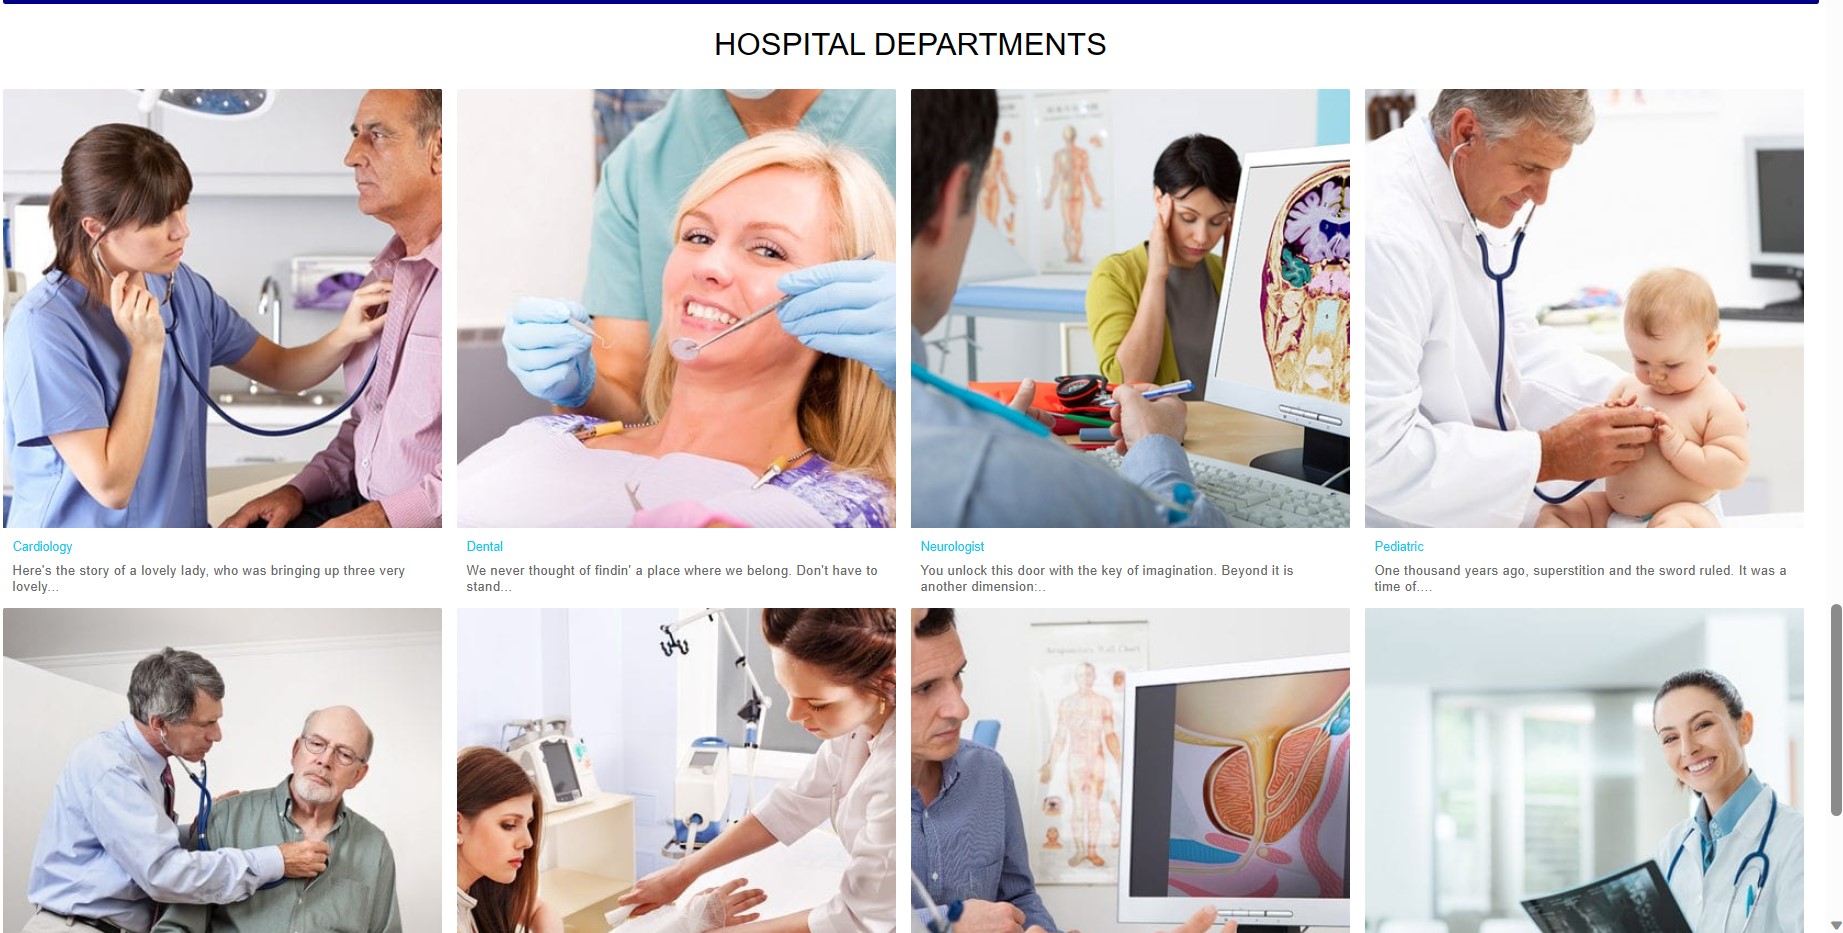 HOSPITAL DEPARTMENTS
Cardiology
Here's the story of a lovely lady, who was bringing up three very
lovely...
Dental
We never thought of findin' a place where we belong. Don't have to
stand...
Neurologist
You unlock this door with the key of imagination. Beyond it is
another dimension:..
Pediatric
One thousand years ago, superstition and the sword ruled. It was a
time of....